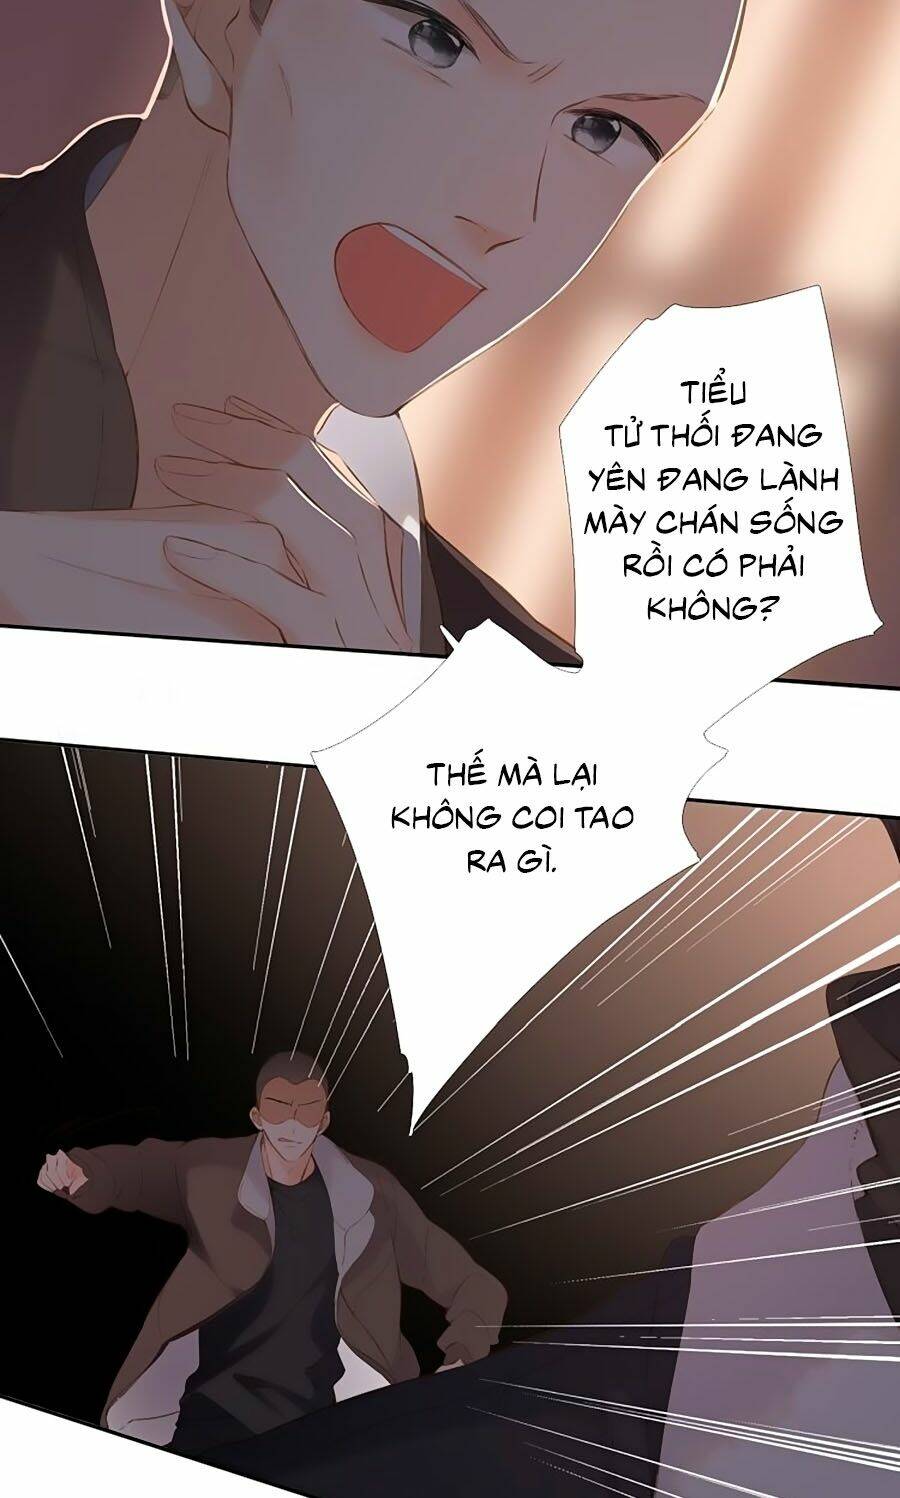 TIỂU
TỬ THỐI ĐANG
YÊN ĐANG LÀNH
MÀY CHÁN SỐNG
RỒI CÓ PHẢI
KHÔNG?
THẾ MÀ LẠI
KHÔNG COI TAO
RA GÌ.